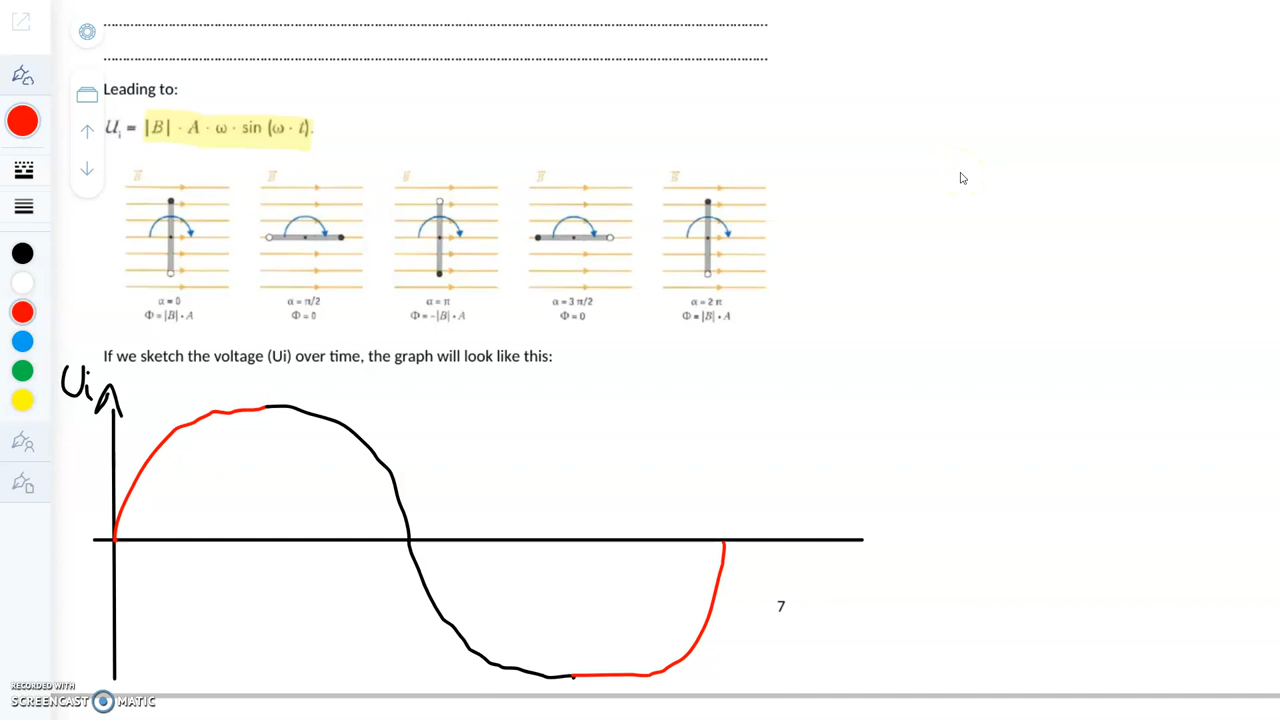 Leading to:
Uᵢ = |B| · A · ω · sin (ω · t).
B B B B B
α = 0 α = π/2 α = π α = 3 π/2 α = 2 π
Φ = |B| • A Φ = 0 Φ = -|B| • A Φ = 0 Φ = |B| • A
If we sketch the voltage (Ui) over time, the graph will look like this:
Ui
7
RECORDED WITH
SCREENCAST MATIC